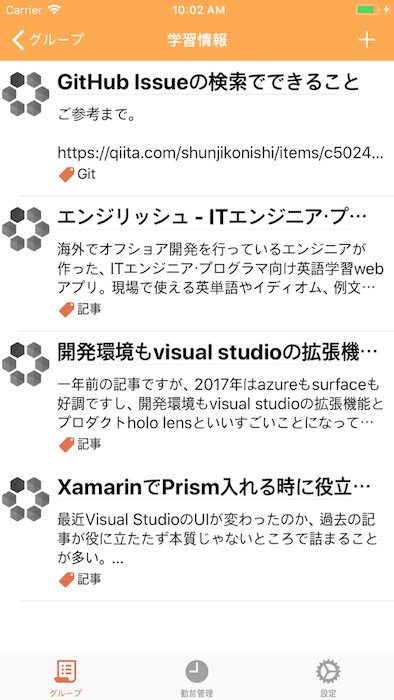 Carrier 10:02 AM
グループ 学習情報 +
GitHub Issueの検索でできること
ご参考まで。
https://qiita.com/shunjikonishi/items/c5024...
Git
エンジリッシュ - ITエンジニア·プ…
海外でオフショア開発を行っているエンジニアが
作った、ITエンジニア·プログラマ向け英語学習web
アプリ。現場で使える英単語やイディオム、例文…
記事
開発環境もvisual studioの拡張機…
一年前の記事ですが、2017年はazureもsurfaceも
好調ですし、開発環境もvisual studioの拡張機能と
プロダクトholo lensといいすごいことになって…
記事
XamarinでPrism入れる時に役立…
最近Visual StudioのUIが変わったのか、過去の記
事が役に立たたず本質じゃないところで詰まること
が多い。...
記事
グループ 勤怠管理 設定